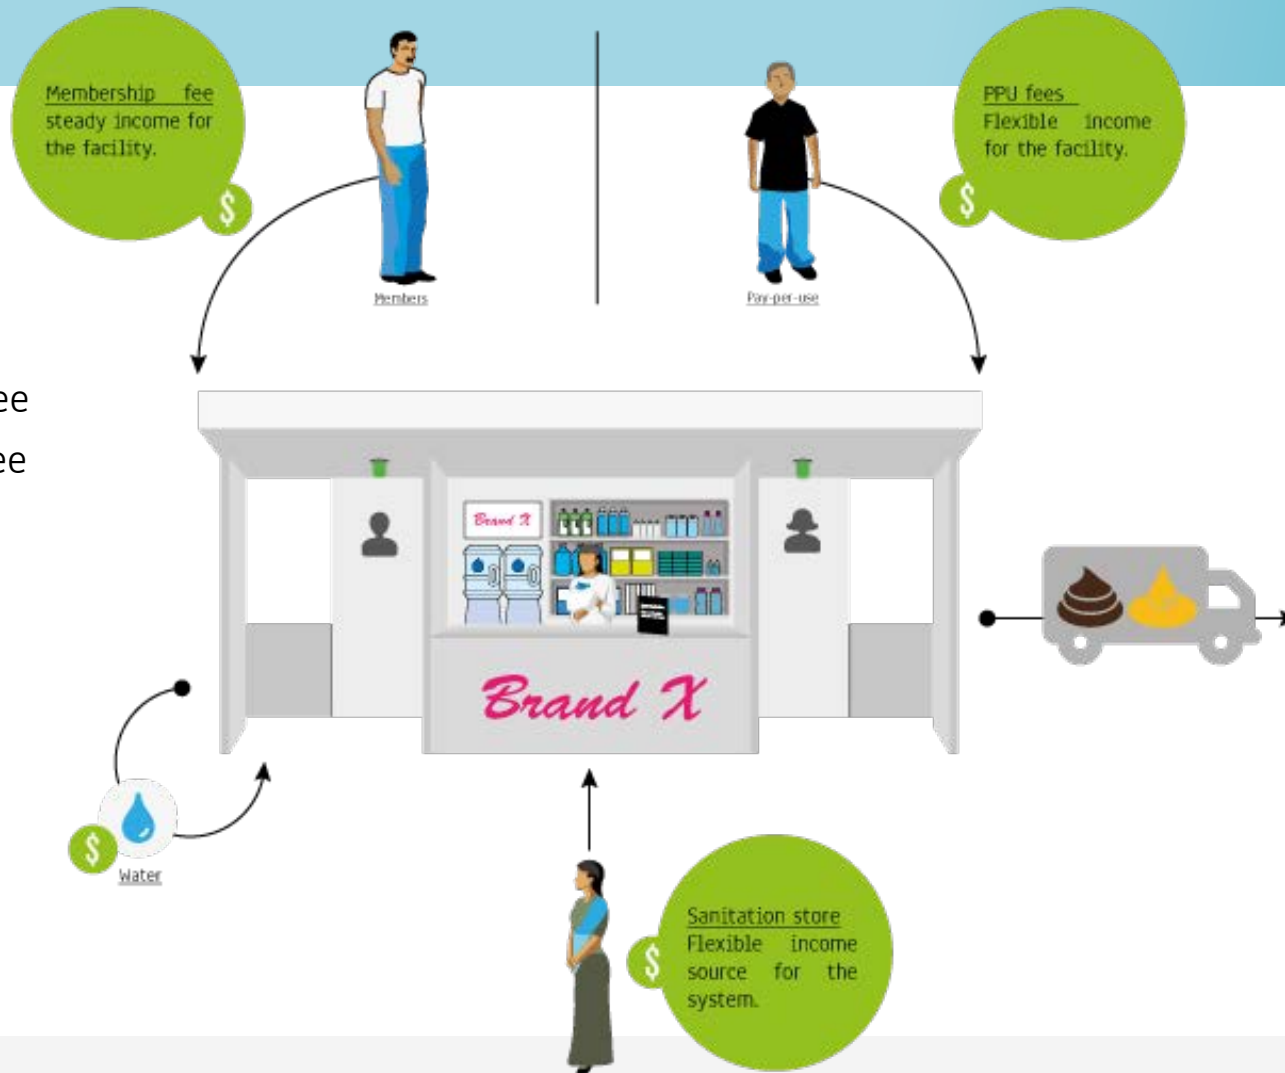 Membership fee
steady income for
the facility.
$
PPU fees
Flexible income
for the facility.
$
Members
Pay-per-use
ee
ee
Brand X
Brand X
$
Water
Sanitation store
Flexible income
source for the
system.
$